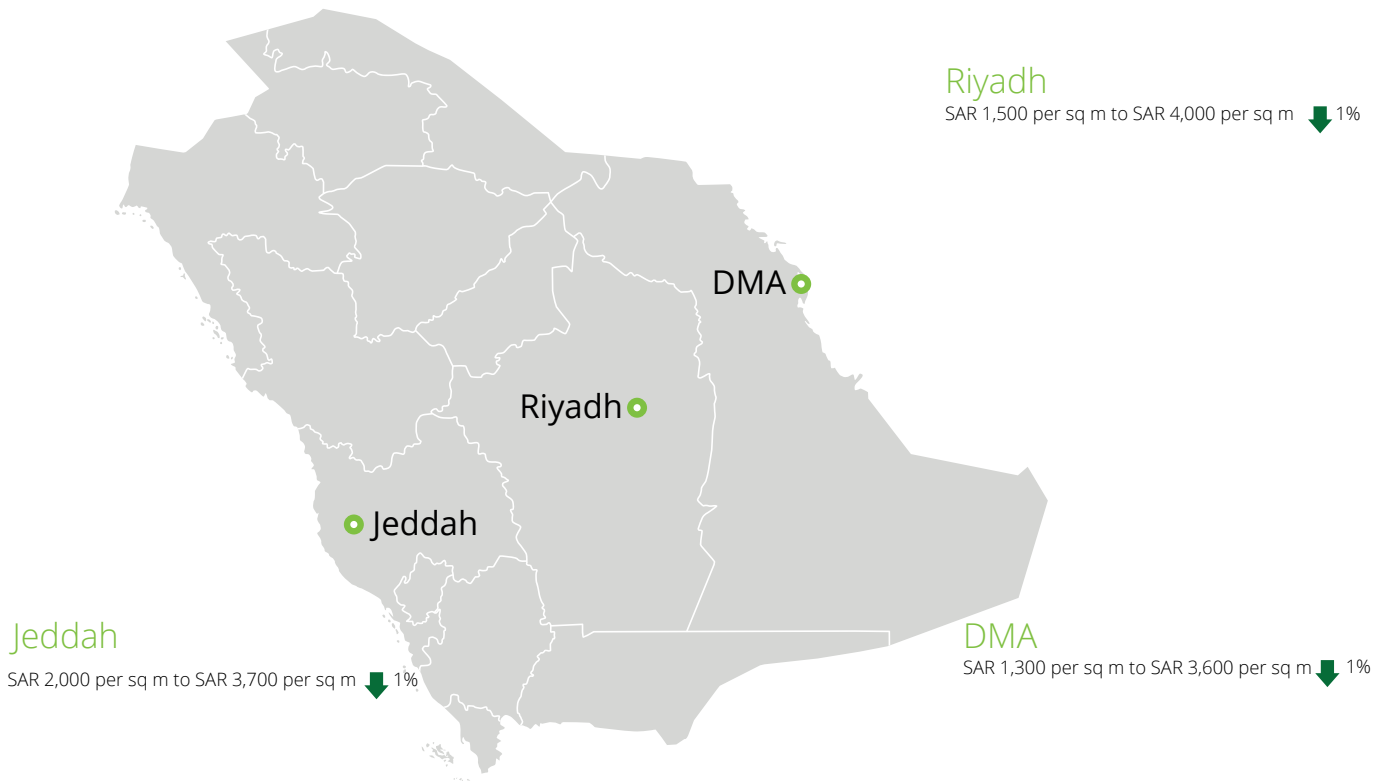 Riyadh
SAR 1,500 per sq m to SAR 4,000 per sq m 1%
DMA
Riyadh
Jeddah
Jeddah
SAR 2,000 per sq m to SAR 3,700 per sq m 1%
DMA
SAR 1,300 per sq m to SAR 3,600 per sq m 1%